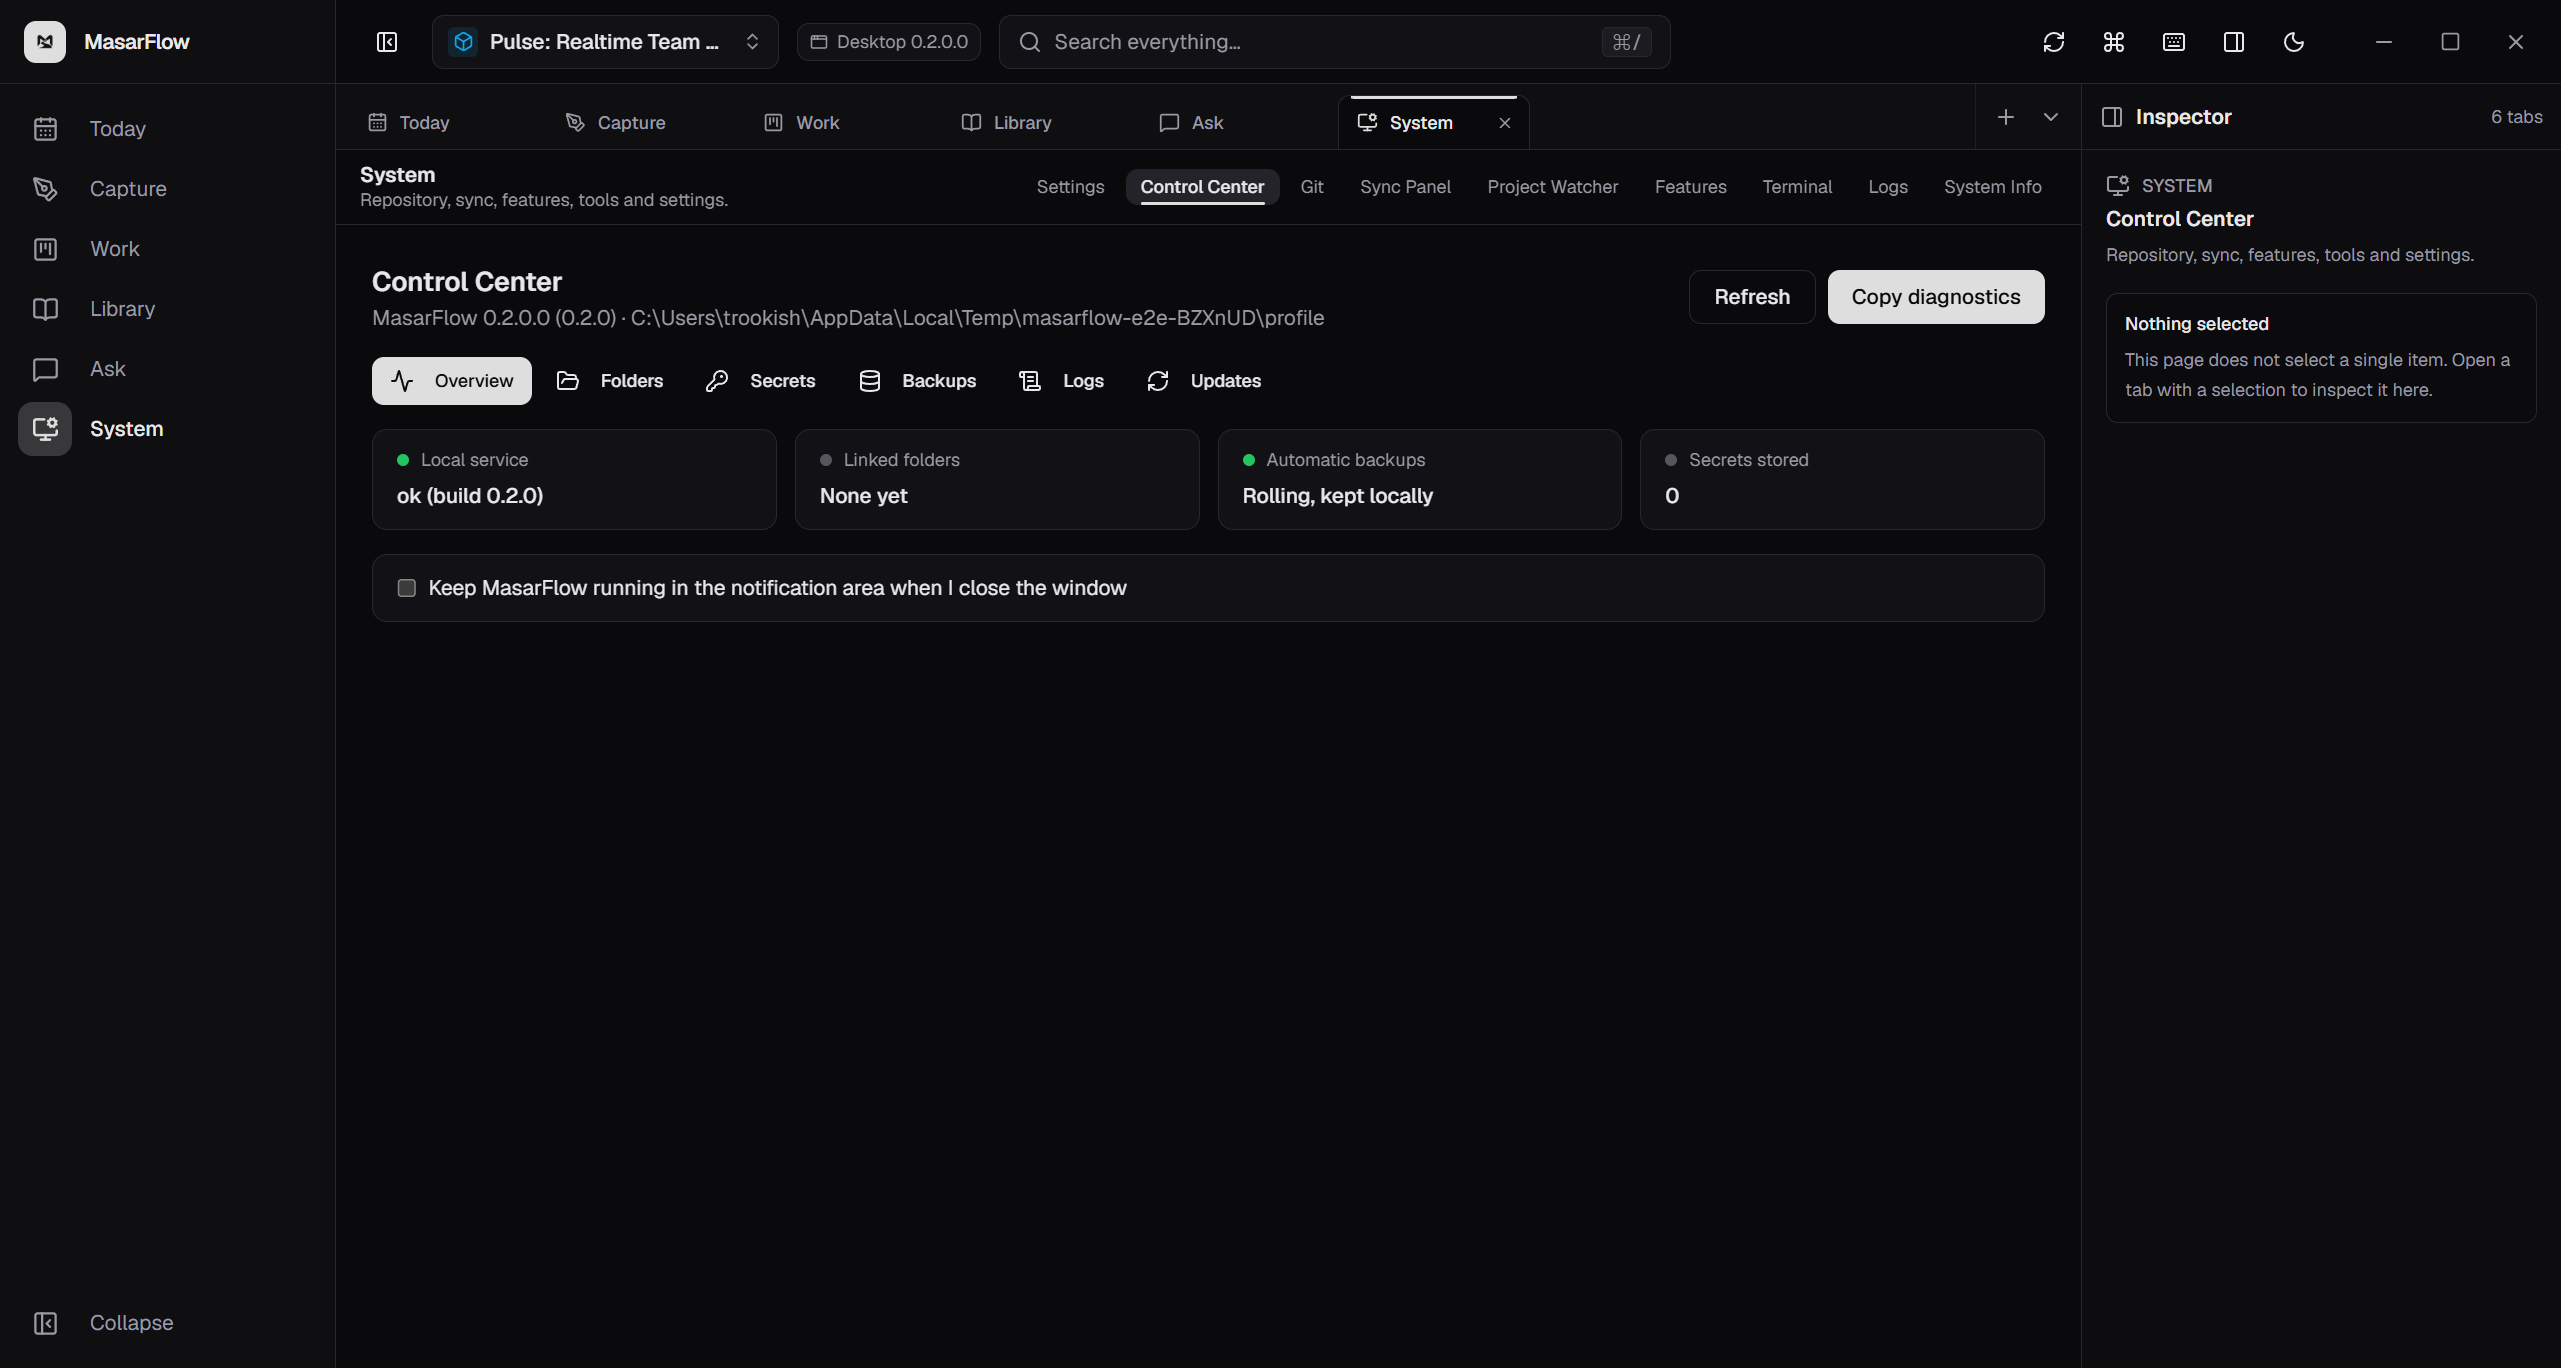 MasarFlow
Pulse: Realtime Team ...
Desktop 0.2.0.0
Search everything...
⌘/
Today
Capture
Work
Library
Ask
System
Collapse
Today
Capture
Work
Library
Ask
System
System
Repository, sync, features, tools and settings.
Settings
Control Center
Git
Sync Panel
Project Watcher
Features
Terminal
Logs
System Info
Control Center
MasarFlow 0.2.0.0 (0.2.0) · C:\Users\trookish\AppData\Local\Temp\masarflow-e2e-BZXnUD\profile
Refresh
Copy diagnostics
Overview
Folders
Secrets
Backups
Logs
Updates
Local service
ok (build 0.2.0)
Linked folders
None yet
Automatic backups
Rolling, kept locally
Secrets stored
0
Keep MasarFlow running in the notification area when I close the window
Inspector
6 tabs
SYSTEM
Control Center
Repository, sync, features, tools and settings.
Nothing selected
This page does not select a single item. Open a
tab with a selection to inspect it here.